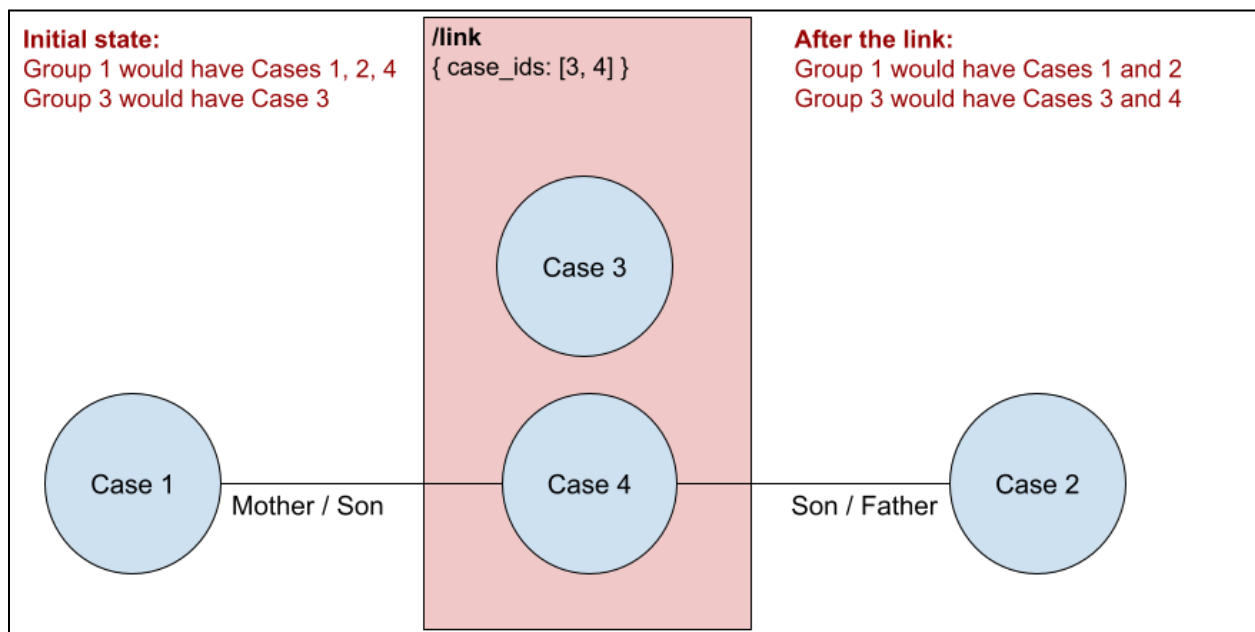 Initial state:
Group 1 would have Cases 1, 2, 4
Group 3 would have Case 3
/link
{ case_ids: [3, 4] }
After the link:
Group 1 would have Cases 1 and 2
Group 3 would have Cases 3 and 4
Case 3
Case 1
Mother / Son
Case 4
Son / Father
Case 2